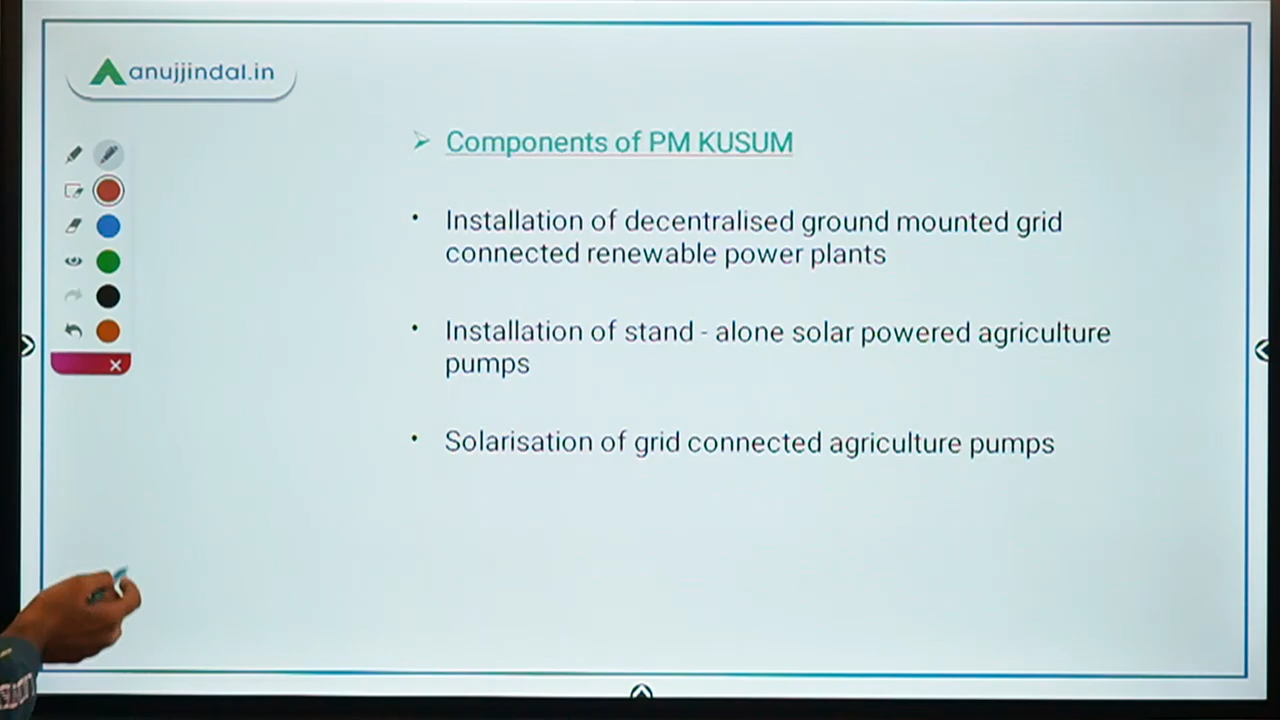 anujjindal.in
Components of PM KUSUM
Installation of decentralised ground mounted grid
connected renewable power plants
Installation of stand - alone solar powered agriculture
pumps
Solarisation of grid connected agriculture pumps